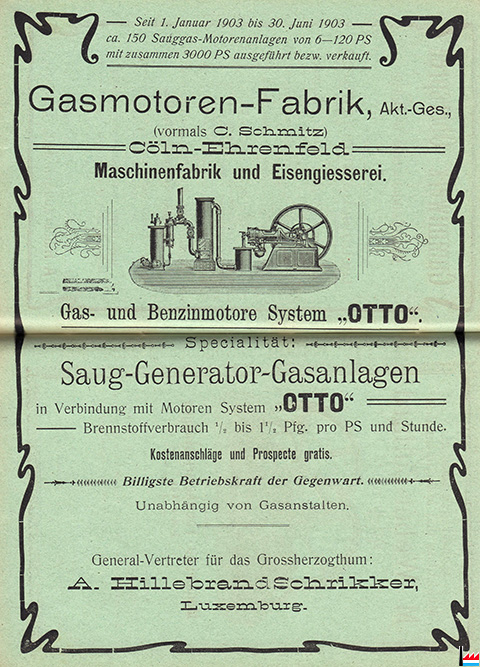 — Seit 1. Januar 1903 bis 30. Juni 1903 —
ca. 150 Sauggas-Motorenanlagen von 6—120 PS
mit zusammen 3000 PS ausgeführt bezw. verkauft.
Gasmotoren-Fabrik, Akt.-Ges.,
(vormals C. Schmitz)
Cöln-Ehrenfeld
Maschinenfabrik und Eisengiesserei.
Gas- und Benzinmotore System „OTTO“.
Specialität:
Saug-Generator-Gasanlagen
in Verbindung mit Motoren System „OTTO“
— Brennstoffverbrauch ½ bis 1½ Pfg. pro PS und Stunde.
Kostenanschläge und Prospecte gratis.
Billigste Betriebskraft der Gegenwart.
Unabhängig von Gasanstalten.
General-Vertreter für das Grossherzogthum:
A. Hillebrand Schrikker,
Luxemburg.